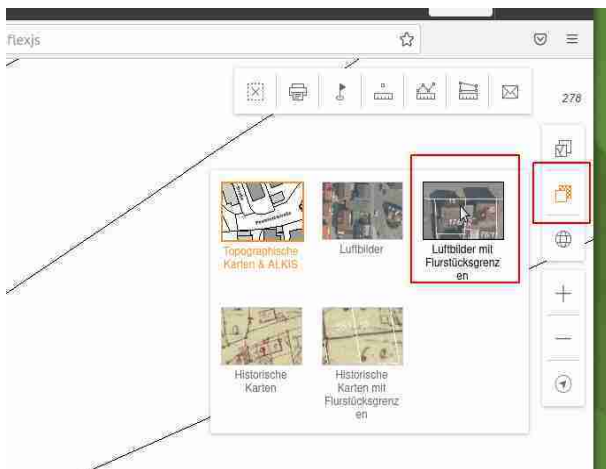 flexjs
278
Topographische
Karten & ALKIS
Luftbilder
Luftbilder mit
Flurstücksgrenz
en
Historische
Karten
Historische
Karten mit
Flurstücksgrenz
en